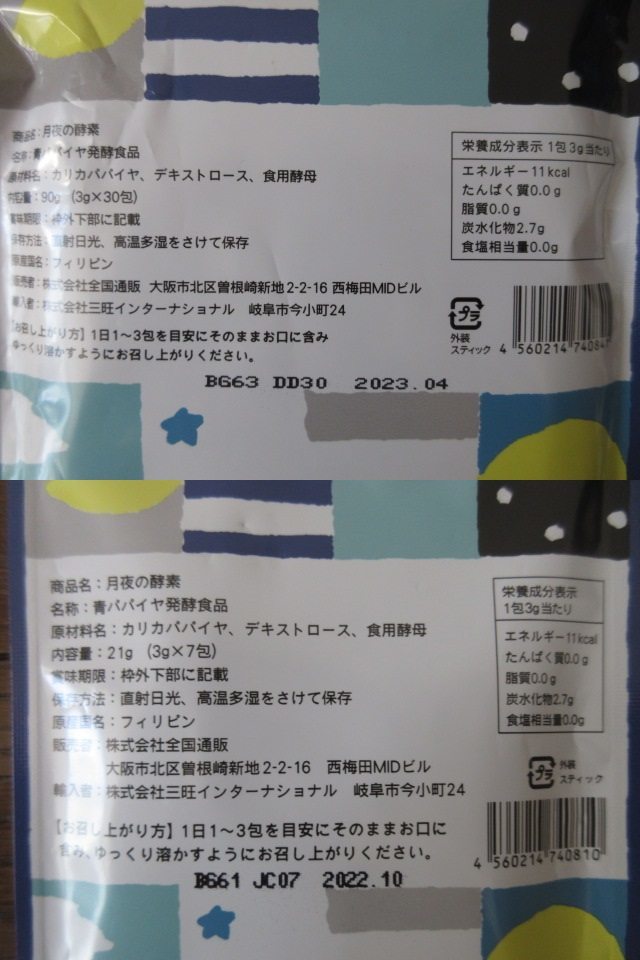 商品名：月夜の酵素
名称：青パパイヤ発酵食品
原材料名：カリカパパイヤ、デキストロース、食用酵母
内容量：90g （3g×30包）
賞味期限：枠外下部に記載
保存方法：直射日光、高温多湿をさけて保存
原産国名：フィリピン
販売者：株式会社全国通販 大阪市北区曽根崎新地2-2-16 西梅田MIDビル
輸入者：株式会社三旺インターナショナル 岐阜市今小町24
【お召し上がり方】1日1〜3包を目安にそのままお口に含み
ゆっくり溶かすようにお召し上がりください。
栄養成分表示 1包3g当たり
エネルギー11kcal
たんぱく質0.0g
脂質0.0g
炭水化物2.7g
食塩相当量0.0g
プラ
外装
スティック
4 560214 74084
BG63 DD30 2023.04
商品名：月夜の酵素
名称：青パパイヤ発酵食品
原材料名：カリカパパイヤ、デキストロース、食用酵母
内容量：21g （3g×7包）
賞味期限：枠外下部に記載
保存方法：直射日光、高温多湿をさけて保存
原産国名：フィリピン
販売者：株式会社全国通販
大阪市北区曽根崎新地2-2-16 西梅田MIDビル
輸入者：株式会社三旺インターナショナル 岐阜市今小町24
【お召し上がり方】1日1〜3包を目安にそのままお口に
含み、ゆっくり溶かすようにお召し上がりください。
栄養成分表示
1包3g当たり
エネルギー11kcal
たんぱく質0.0g
脂質0.0g
炭水化物2.7g
食塩相当量0.0g
プラ
外装
スティック
4 560214 740810
BG61 JC07 2022.10